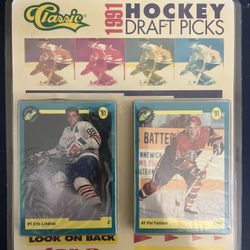 Classic
1991
HOCKEY
DRAFT PICKS
'91
'91
BATTER
#1 Eric Lindros
#2 Pat Falloon
LOOK ON BACK